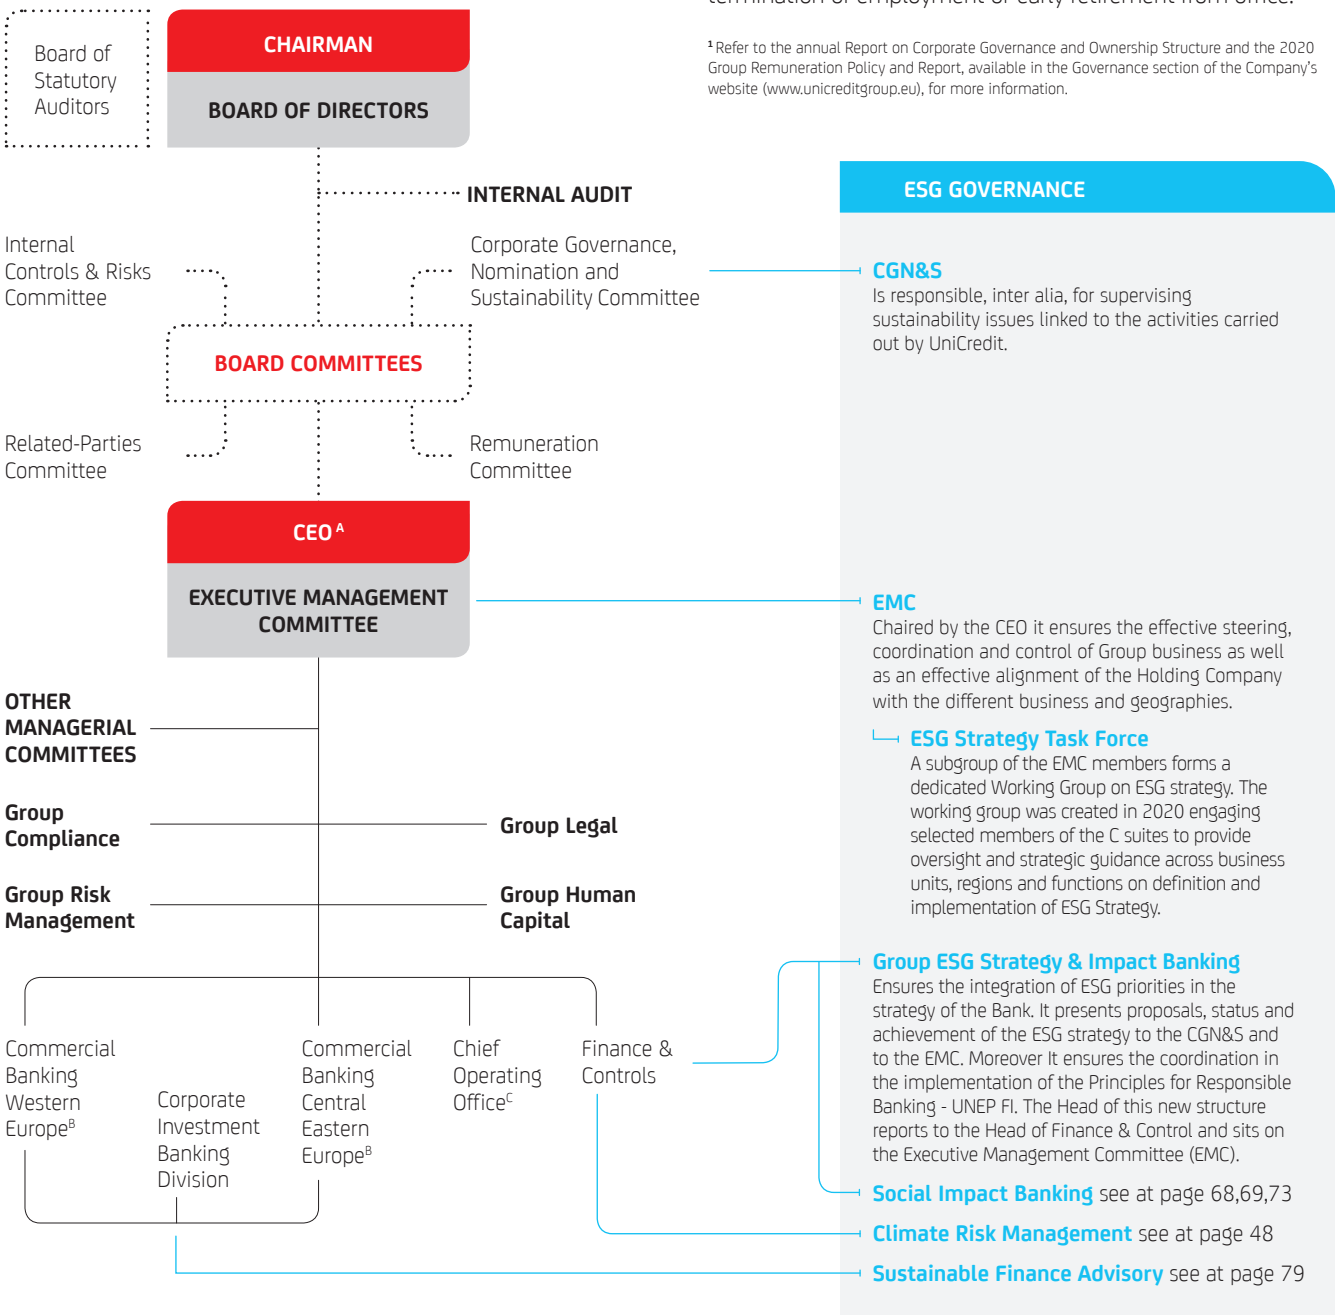 termination of employment or early retirement from office.
¹ Refer to the annual Report on Corporate Governance and Ownership Structure and the 2020
Group Remuneration Policy and Report, available in the Governance section of the Company's
website (www.unicreditgroup.eu), for more information.
Board of
Statutory
Auditors
CHAIRMAN
BOARD OF DIRECTORS
INTERNAL AUDIT
Internal
Controls & Risks
Committee
Corporate Governance,
Nomination and
Sustainability Committee
BOARD COMMITTEES
Related-Parties
Committee
Remuneration
Committee
CEO ᴬ
EXECUTIVE MANAGEMENT
COMMITTEE
OTHER
MANAGERIAL
COMMITTEES
Group
Compliance
Group Legal
Group Risk
Management
Group Human
Capital
Commercial
Banking
Western
Europeᴮ
Corporate
Investment
Banking
Division
Commercial
Banking
Central
Eastern
Europeᴮ
Chief
Operating
Officeᶜ
Finance &
Controls
ESG GOVERNANCE
CGN&S
Is responsible, inter alia, for supervising
sustainability issues linked to the activities carried
out by UniCredit.
EMC
Chaired by the CEO it ensures the effective steering,
coordination and control of Group business as well
as an effective alignment of the Holding Company
with the different business and geographies.
ESG Strategy Task Force
A subgroup of the EMC members forms a
dedicated Working Group on ESG strategy. The
working group was created in 2020 engaging
selected members of the C suites to provide
oversight and strategic guidance across business
units, regions and functions on definition and
implementation of ESG Strategy.
Group ESG Strategy & Impact Banking
Ensures the integration of ESG priorities in the
strategy of the Bank. It presents proposals, status and
achievement of the ESG strategy to the CGN&S and
to the EMC. Moreover It ensures the coordination in
the implementation of the Principles for Responsible
Banking - UNEP FI. The Head of this new structure
reports to the Head of Finance & Control and sits on
the Executive Management Committee (EMC).
Social Impact Banking see at page 68,69,73
Climate Risk Management see at page 48
Sustainable Finance Advisory see at page 79